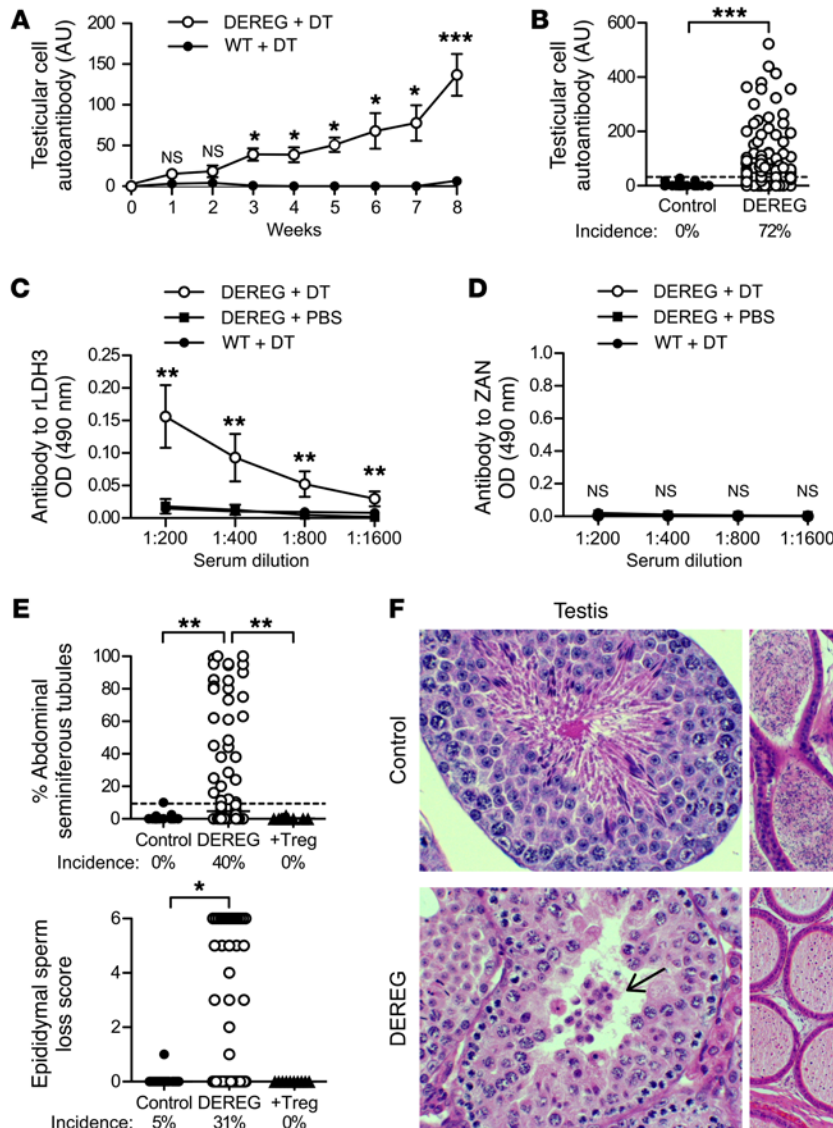 A
DEREG + DT
WT + DT
Testicular cell
autoantibody (AU)
200
150
100
50
0
NS
NS
*
*
*
*
*
***
0
1
2
3
4
5
6
7
8
Weeks
B
***
Testicular cell
autoantibody (AU)
600
400
200
0
Control
DEREG
Incidence:
0%
72%
C
DEREG + DT
DEREG + PBS
WT + DT
Antibody to rLDH3
OD (490 nm)
0.25
0.20
0.15
0.10
0.05
0.00
**
**
**
**
1:200
1:400
1:800
1:1600
Serum dilution
D
DEREG + DT
DEREG + PBS
WT + DT
Antibody to ZAN
OD (490 nm)
1.0
0.8
0.6
0.4
0.2
0.0
NS
NS
NS
NS
1:200
1:400
1:800
1:1600
Serum dilution
E
**
**
% Abdominal
seminiferous tubules
100
80
60
40
20
0
Control
DEREG
+Treg
Incidence:
0%
40%
0%
*
Epididymal sperm
loss score
6
4
2
0
Control
DEREG
+Treg
Incidence:
5%
31%
0%
F
Testis
Control
DEREG